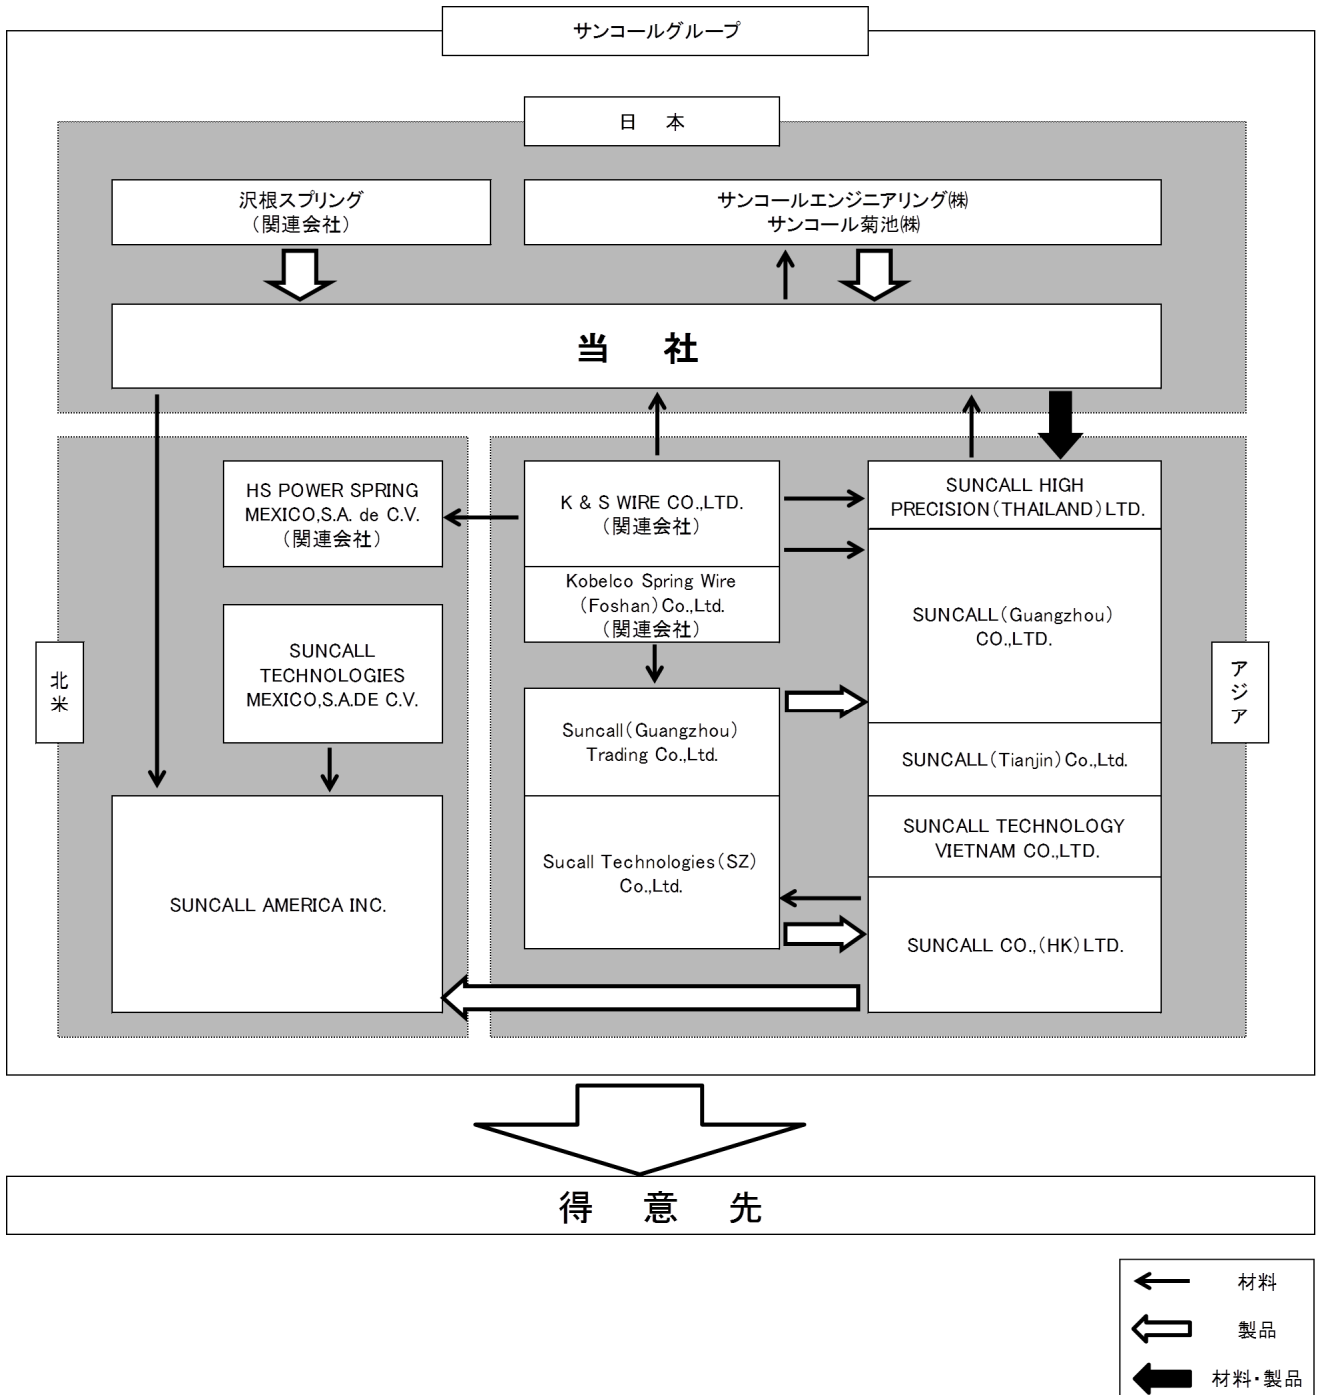 サンコールグループ
日 本
沢根スプリング
(関連会社)
サンコールエンジニアリング㈱
サンコール菊池㈱
当 社
北米
HS POWER SPRING
MEXICO,S.A. de C.V.
(関連会社)
SUNCALL
TECHNOLOGIES
MEXICO,S.A.DE C.V.
SUNCALL AMERICA INC.
K & S WIRE CO.,LTD.
(関連会社)
Kobelco Spring Wire
(Foshan)Co.,Ltd.
(関連会社)
Suncall(Guangzhou)
Trading Co.,Ltd.
Sucall Technologies(SZ)
Co.,Ltd.
SUNCALL HIGH
PRECISION(THAILAND)LTD.
SUNCALL(Guangzhou)
CO.,LTD.
SUNCALL(Tianjin)Co.,Ltd.
SUNCALL TECHNOLOGY
VIETNAM CO.,LTD.
SUNCALL CO.,(HK)LTD.
アジア
得 意 先
材料
製品
材料・製品